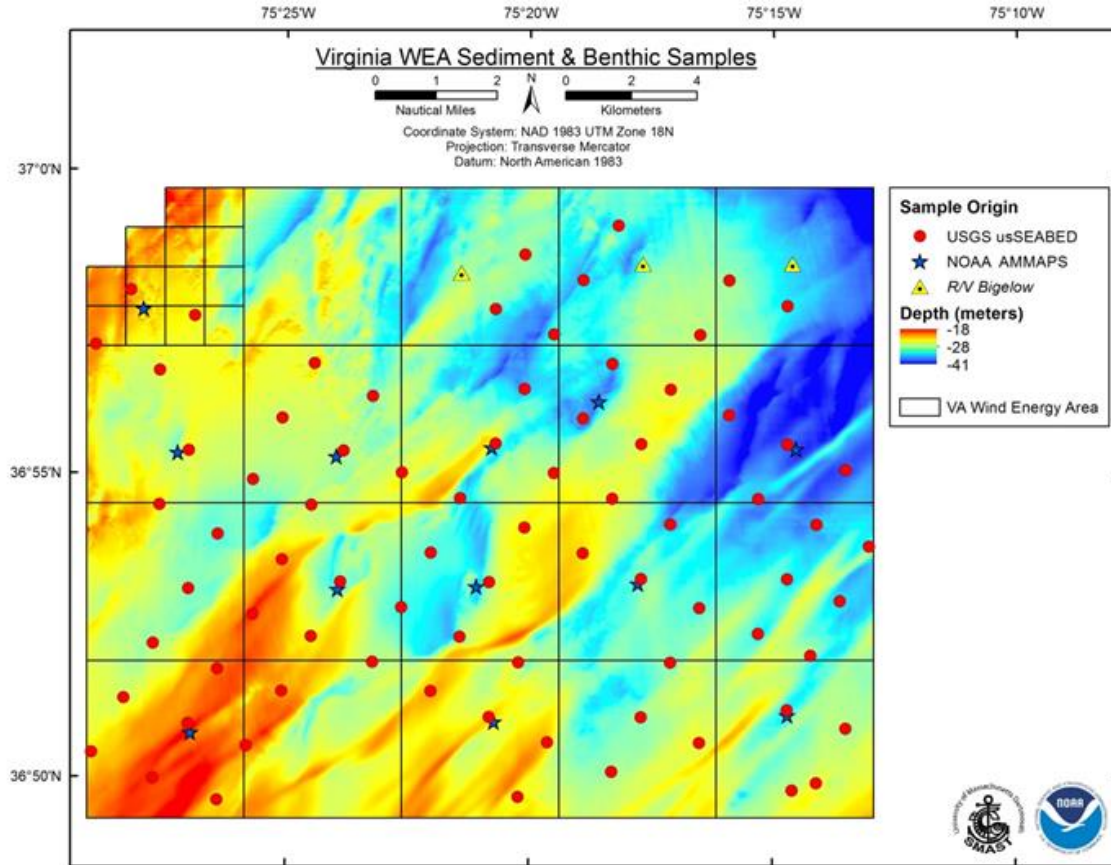 75°25'W 75°20'W 75°15'W 75°10'W
Virginia WEA Sediment & Benthic Samples
0 1 2 N 0 2 4
Nautical Miles Kilometers
Coordinate System: NAD 1983 UTM Zone 18N
Projection: Transverse Mercator
Datum: North American 1983
37°0'N
36°55'N
36°50'N
Sample Origin
USGS usSEABED
NOAA AMMAPS
R/V Bigelow
Depth (meters)
-18
-28
-41
VA Wind Energy Area
SMAST
NOAA